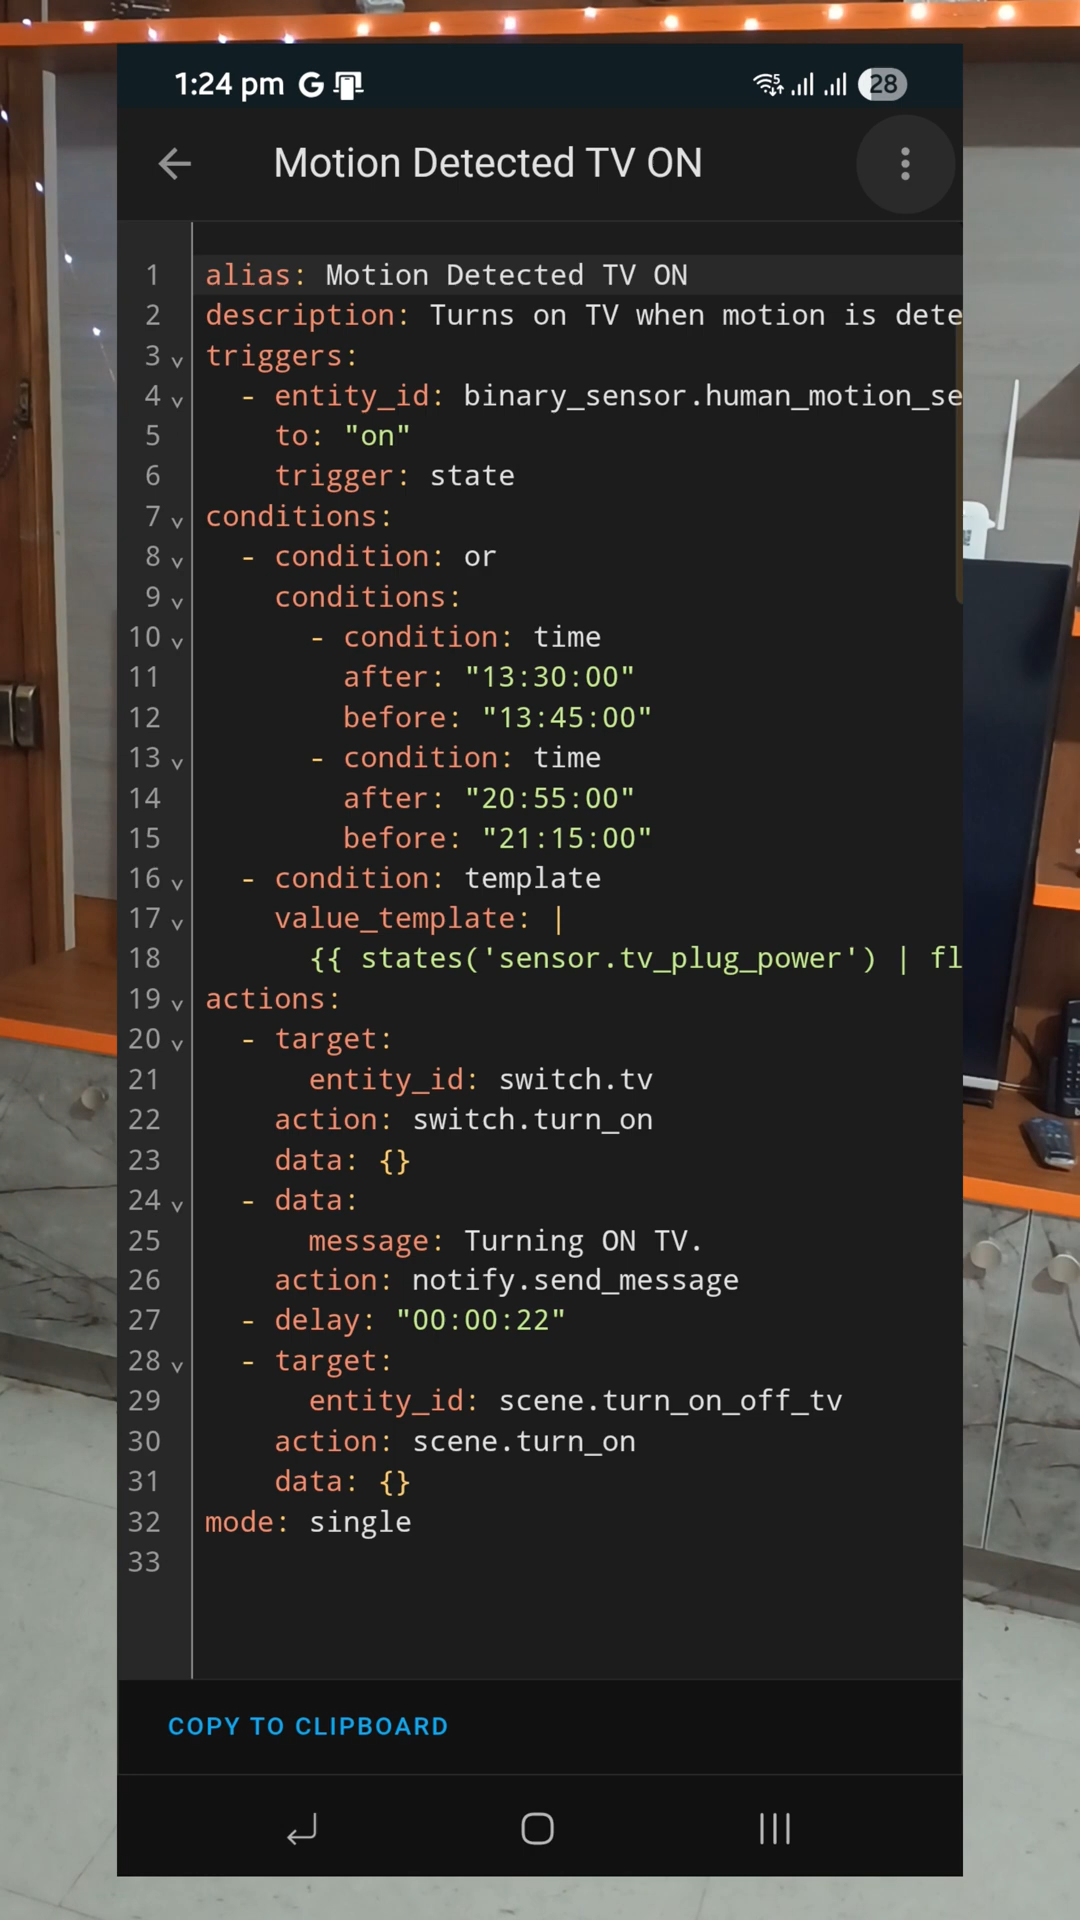 1:24 pm G 28
Motion Detected TV ON
1 alias: Motion Detected TV ON
2 description: Turns on TV when motion is dete
3 triggers:
4 - entity_id: binary_sensor.human_motion_se
5 to: "on"
6 trigger: state
7 conditions:
8 - condition: or
9 conditions:
10 - condition: time
11 after: "13:30:00"
12 before: "13:45:00"
13 - condition: time
14 after: "20:55:00"
15 before: "21:15:00"
16 - condition: template
17 value_template: |
18 {{ states('sensor.tv_plug_power') | fl
19 actions:
20 - target:
21 entity_id: switch.tv
22 action: switch.turn_on
23 data: {}
24 - data:
25 message: Turning ON TV.
26 action: notify.send_message
27 - delay: "00:00:22"
28 - target:
29 entity_id: scene.turn_on_off_tv
30 action: scene.turn_on
31 data: {}
32 mode: single
33
COPY TO CLIPBOARD